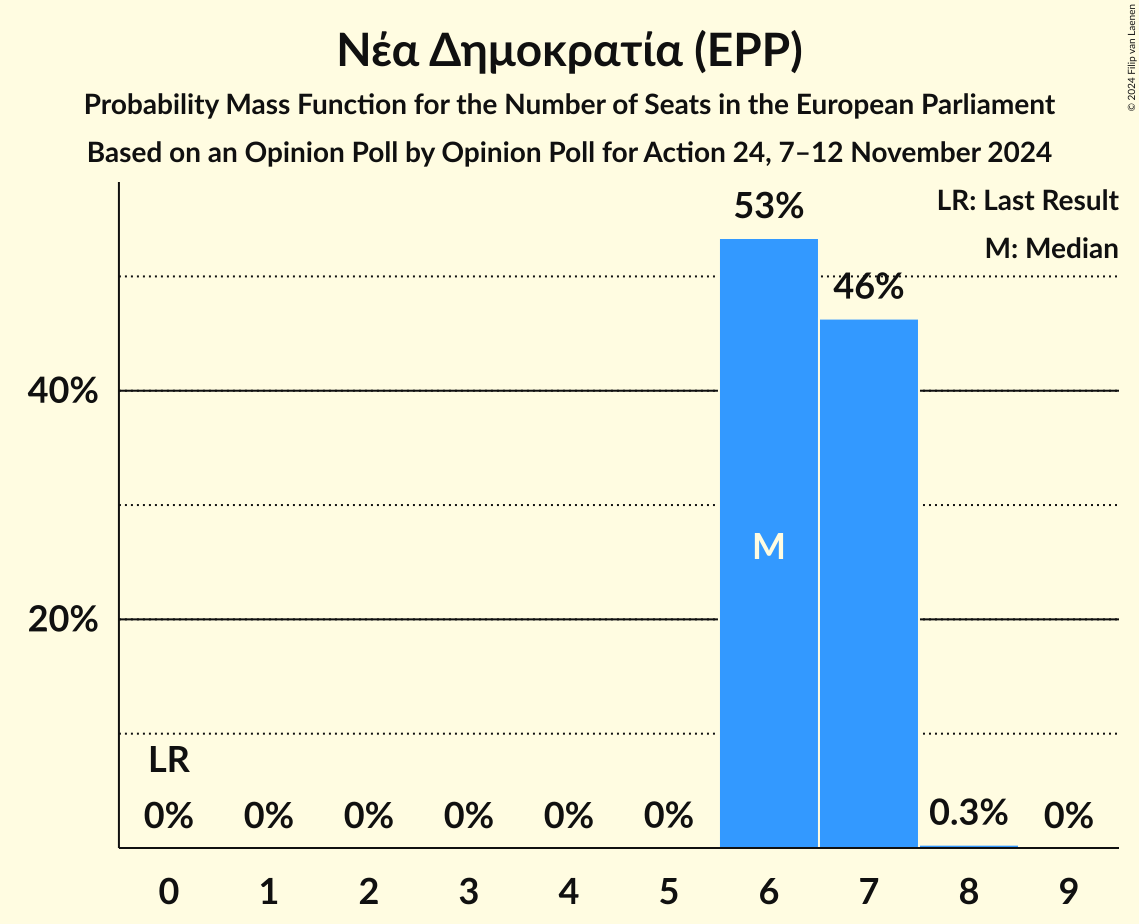 Νέα Δημοκρατία (EPP)
Probability Mass Function for the Number of Seats in the European Parliament
Based on an Opinion Poll by Opinion Poll for Action 24, 7–12 November 2024
© 2024 Filip van Laenen
LR: Last Result
M: Median
53%
46%
40%
M
20%
LR
0% 0% 0% 0% 0% 0% 0.3% 0%
0 1 2 3 4 5 6 7 8 9